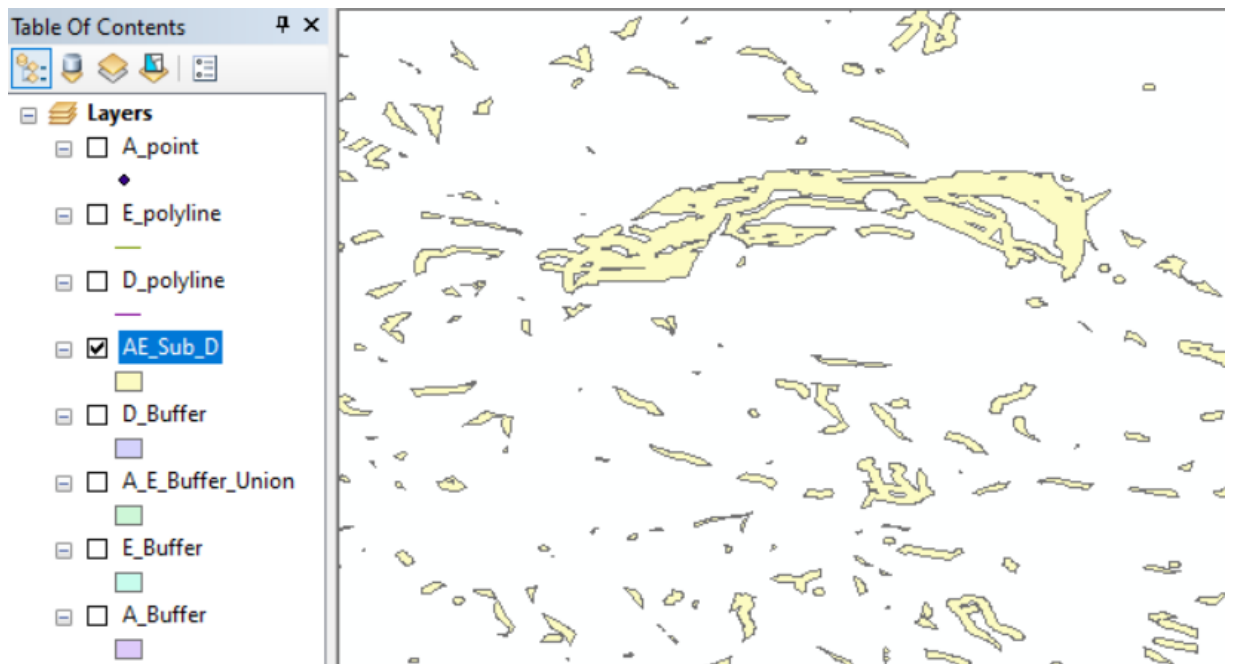 Table Of Contents
Layers
A_point
E_polyline
D_polyline
AE_Sub_D
D_Buffer
A_E_Buffer_Union
E_Buffer
A_Buffer